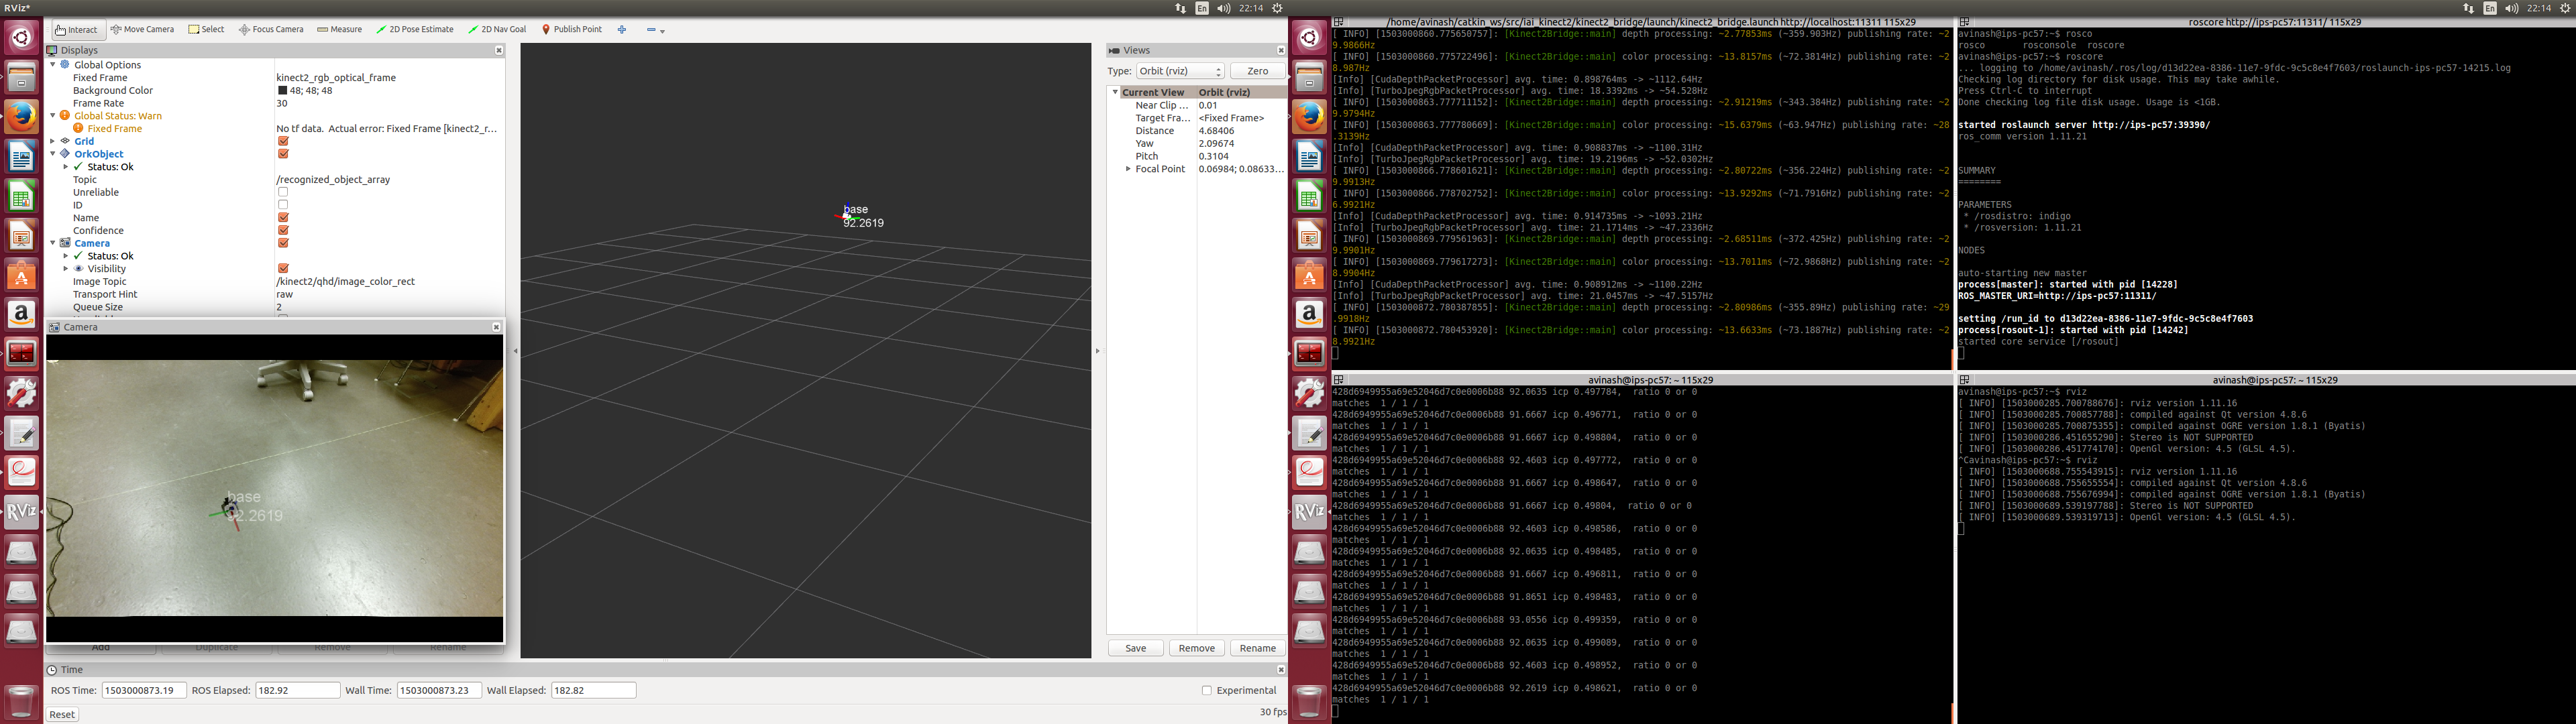 RViz*
En
22:14
Interact
Move Camera
Select
Focus Camera
Measure
2D Pose Estimate
2D Nav Goal
Publish Point
Displays
Global Options
Fixed Frame kinect2_rgb_optical_frame
Background Color 48; 48; 48
Frame Rate 30
Global Status: Warn
Fixed Frame No tf data. Actual error: Fixed Frame [kinect2_r...
Grid
OrkObject
Status: Ok
Topic /recognized_object_array
Unreliable
ID
Name
Confidence
Camera
Status: Ok
Visibility
Image Topic /kinect2/qhd/image_color_rect
Transport Hint raw
Queue Size 2
Camera
base
92.2619
Add Duplicate Remove Rename
base
92.2619
Views
Type: Orbit (rviz) Zero
Current View Orbit (rviz)
Near Clip ... 0.01
Target Fra... <Fixed Frame>
Distance 4.68406
Yaw 2.09674
Pitch 0.3104
Focal Point 0.06984; 0.08633...
Save Remove Rename
Time
ROS Time: 1503000873.19 ROS Elapsed: 182.92 Wall Time: 1503000873.23 Wall Elapsed: 182.82 Experimental
Reset
30 fps
En
22:14
/home/avinash/catkin_ws/src/iai_kinect2/kinect2_bridge/launch/kinect2_bridge.launch http://localhost:11311 115x29
[ INFO] [1503000860.775650757]: [Kinect2Bridge::main] depth processing: ~2.77853ms (~359.903Hz) publishing rate: ~2
9.9866Hz
[ INFO] [1503000860.775722496]: [Kinect2Bridge::main] color processing: ~13.8157ms (~72.3814Hz) publishing rate: ~2
8.987Hz
[Info] [CudaDepthPacketProcessor] avg. time: 0.898764ms -> ~1112.64Hz
[Info] [TurboJpegRgbPacketProcessor] avg. time: 18.3392ms -> ~54.528Hz
[ INFO] [1503000863.777711152]: [Kinect2Bridge::main] depth processing: ~2.91219ms (~343.384Hz) publishing rate: ~2
9.9794Hz
[ INFO] [1503000863.777780669]: [Kinect2Bridge::main] color processing: ~15.6379ms (~63.947Hz) publishing rate: ~28
.3139Hz
[Info] [CudaDepthPacketProcessor] avg. time: 0.908837ms -> ~1100.31Hz
[Info] [TurboJpegRgbPacketProcessor] avg. time: 19.2196ms -> ~52.0302Hz
[ INFO] [1503000866.778601621]: [Kinect2Bridge::main] depth processing: ~2.80722ms (~356.224Hz) publishing rate: ~2
9.9913Hz
[ INFO] [1503000866.778702752]: [Kinect2Bridge::main] color processing: ~13.9292ms (~71.7916Hz) publishing rate: ~2
6.9921Hz
[Info] [CudaDepthPacketProcessor] avg. time: 0.914735ms -> ~1093.21Hz
[Info] [TurboJpegRgbPacketProcessor] avg. time: 21.1714ms -> ~47.2336Hz
[ INFO] [1503000869.779561963]: [Kinect2Bridge::main] depth processing: ~2.68511ms (~372.425Hz) publishing rate: ~2
9.9901Hz
[ INFO] [1503000869.779617273]: [Kinect2Bridge::main] color processing: ~13.7011ms (~72.9868Hz) publishing rate: ~2
8.9904Hz
[Info] [CudaDepthPacketProcessor] avg. time: 0.908912ms -> ~1100.22Hz
[Info] [TurboJpegRgbPacketProcessor] avg. time: 21.0457ms -> ~47.5157Hz
[ INFO] [1503000872.780387855]: [Kinect2Bridge::main] depth processing: ~2.80986ms (~355.89Hz) publishing rate: ~29
.9918Hz
[ INFO] [1503000872.780453920]: [Kinect2Bridge::main] color processing: ~13.6633ms (~73.1887Hz) publishing rate: ~2
8.9921Hz
roscore http://ips-pc57:11311/ 115x29
avinash@ips-pc57:~$ rosco
rosco rosconsole roscore
avinash@ips-pc57:~$ roscore
... logging to /home/avinash/.ros/log/d13d22ea-8386-11e7-9fdc-9c5c8e4f7603/roslaunch-ips-pc57-14215.log
Checking log directory for disk usage. This may take awhile.
Press Ctrl-C to interrupt
Done checking log file disk usage. Usage is <1GB.
started roslaunch server http://ips-pc57:39390/
ros_comm version 1.11.21
SUMMARY
========
PARAMETERS
* /rosdistro: indigo
* /rosversion: 1.11.21
NODES
auto-starting new master
process[master]: started with pid [14228]
ROS_MASTER_URI=http://ips-pc57:11311/
setting /run_id to d13d22ea-8386-11e7-9fdc-9c5c8e4f7603
process[rosout-1]: started with pid [14242]
started core service [/rosout]
avinash@ips-pc57: ~ 115x29
428d6949955a69e52046d7c0e0006b88 92.0635 icp 0.497784, ratio 0 or 0
matches 1 / 1 / 1
428d6949955a69e52046d7c0e0006b88 91.6667 icp 0.496771, ratio 0 or 0
matches 1 / 1 / 1
428d6949955a69e52046d7c0e0006b88 91.6667 icp 0.498804, ratio 0 or 0
matches 1 / 1 / 1
428d6949955a69e52046d7c0e0006b88 92.4603 icp 0.497772, ratio 0 or 0
matches 1 / 1 / 1
428d6949955a69e52046d7c0e0006b88 91.6667 icp 0.498647, ratio 0 or 0
matches 1 / 1 / 1
428d6949955a69e52046d7c0e0006b88 91.6667 icp 0.49804, ratio 0 or 0
matches 1 / 1 / 1
428d6949955a69e52046d7c0e0006b88 92.4603 icp 0.498586, ratio 0 or 0
matches 1 / 1 / 1
428d6949955a69e52046d7c0e0006b88 92.0635 icp 0.498485, ratio 0 or 0
matches 1 / 1 / 1
428d6949955a69e52046d7c0e0006b88 91.6667 icp 0.496811, ratio 0 or 0
matches 1 / 1 / 1
428d6949955a69e52046d7c0e0006b88 91.8651 icp 0.498483, ratio 0 or 0
matches 1 / 1 / 1
428d6949955a69e52046d7c0e0006b88 93.0556 icp 0.499359, ratio 0 or 0
matches 1 / 1 / 1
428d6949955a69e52046d7c0e0006b88 92.0635 icp 0.499089, ratio 0 or 0
matches 1 / 1 / 1
428d6949955a69e52046d7c0e0006b88 92.4603 icp 0.498952, ratio 0 or 0
matches 1 / 1 / 1
428d6949955a69e52046d7c0e0006b88 92.2619 icp 0.498621, ratio 0 or 0
matches 1 / 1 / 1
avinash@ips-pc57: ~ 115x29
avinash@ips-pc57:~$ rviz
[ INFO] [1503000285.700788676]: rviz version 1.11.16
[ INFO] [1503000285.700857788]: compiled against Qt version 4.8.6
[ INFO] [1503000285.700875355]: compiled against OGRE version 1.8.1 (Byatis)
[ INFO] [1503000286.451655290]: Stereo is NOT SUPPORTED
[ INFO] [1503000286.451774170]: OpenGl version: 4.5 (GLSL 4.5).
^Cavinash@ips-pc57:~$ rviz
[ INFO] [1503000688.755543915]: rviz version 1.11.16
[ INFO] [1503000688.755655554]: compiled against Qt version 4.8.6
[ INFO] [1503000688.755676994]: compiled against OGRE version 1.8.1 (Byatis)
[ INFO] [1503000689.539197788]: Stereo is NOT SUPPORTED
[ INFO] [1503000689.539319713]: OpenGl version: 4.5 (GLSL 4.5).